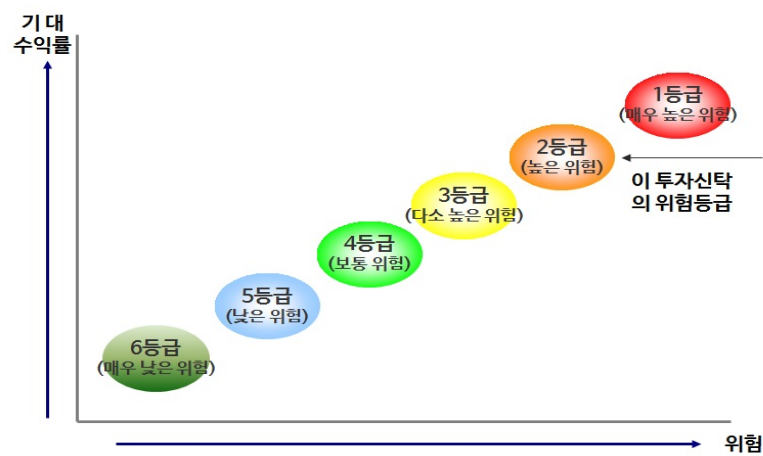 기 대
수익률
1등급
(매우 높은 위험)
2등급
(높은 위험)
이 투자신탁
의 위험등급
3등급
(다소 높은 위험)
4등급
(보통 위험)
5등급
(낮은 위험)
6등급
(매우 낮은 위험)
위험